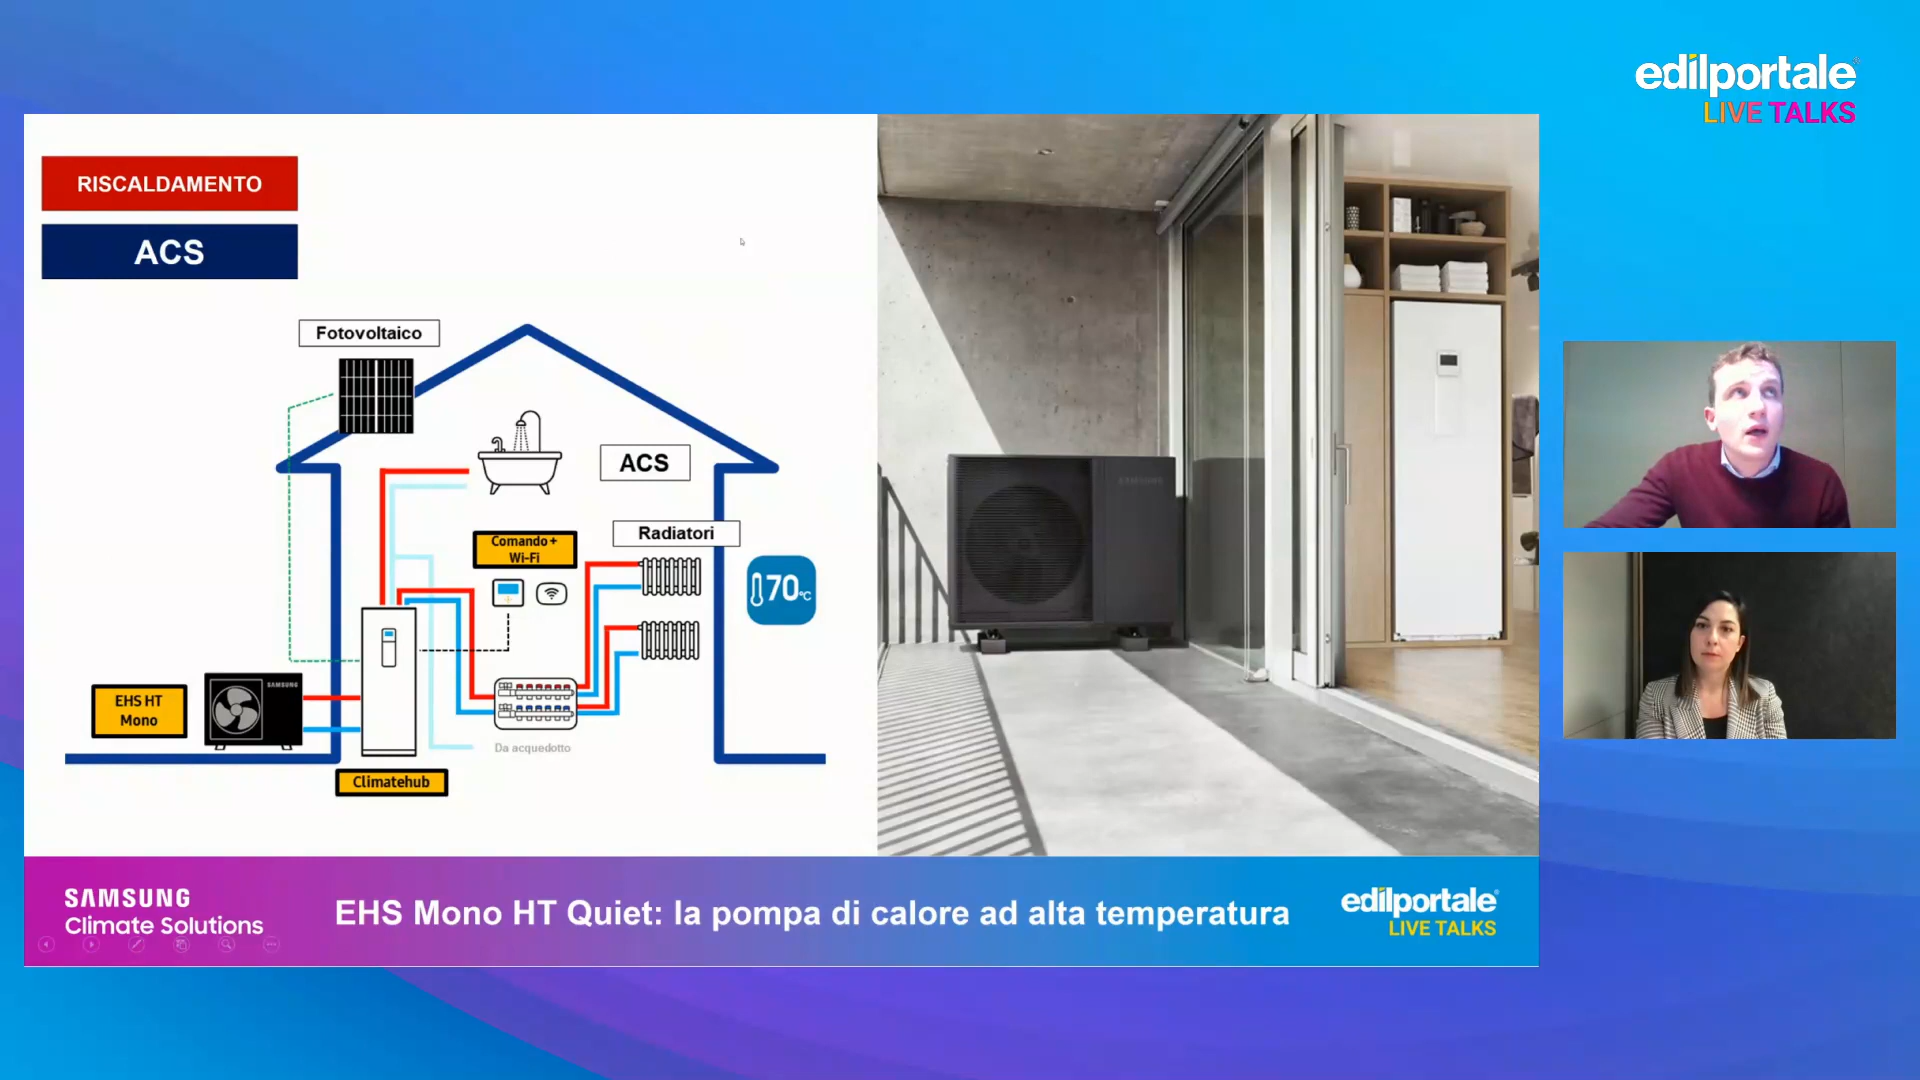 edilportale
LIVE TALKS
RISCALDAMENTO
ACS
Fotovoltaico
ACS
Radiatori
Comando +
Wi-Fi
70°C
SAMSUNG
EHS HT
Mono
Da acquedotto
Climatehub
SAMSUNG
SAMSUNG
Climate Solutions
EHS Mono HT Quiet: la pompa di calore ad alta temperatura
edilportale®
LIVE TALKS